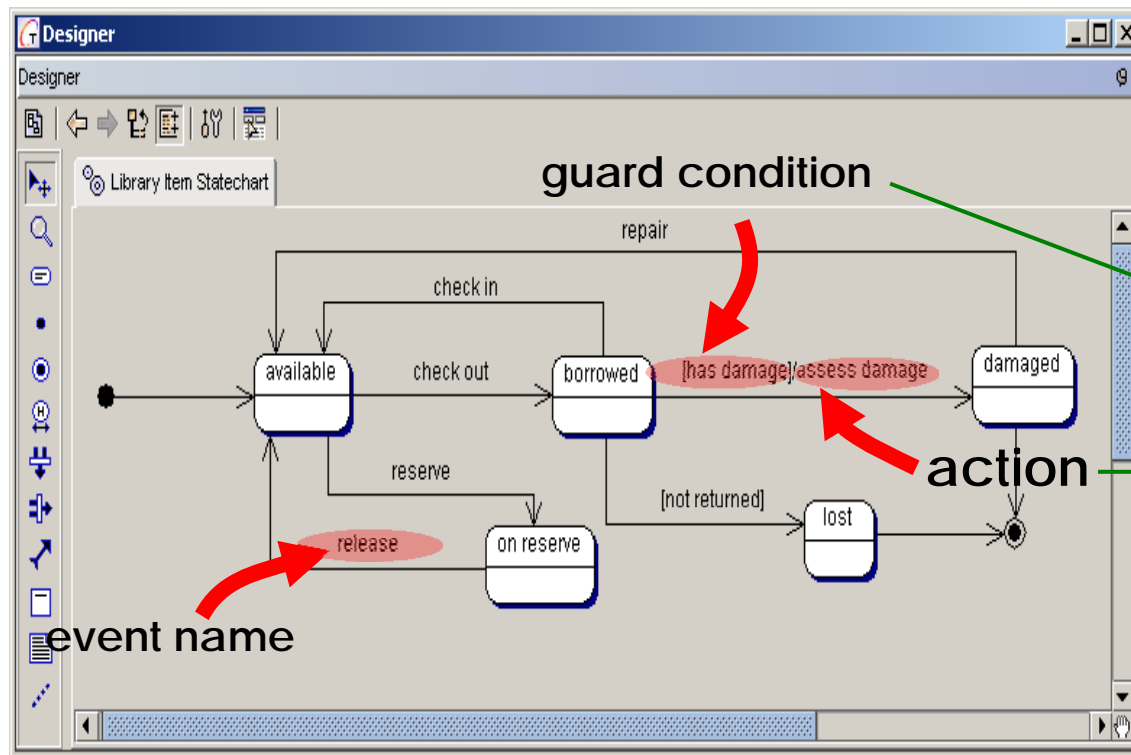 Designer
Designer
Library Item Statechart
guard condition
repair
check in
available
check out
borrowed
[has damage]/assess damage
damaged
action
reserve
[not returned]
lost
release
on reserve
event name